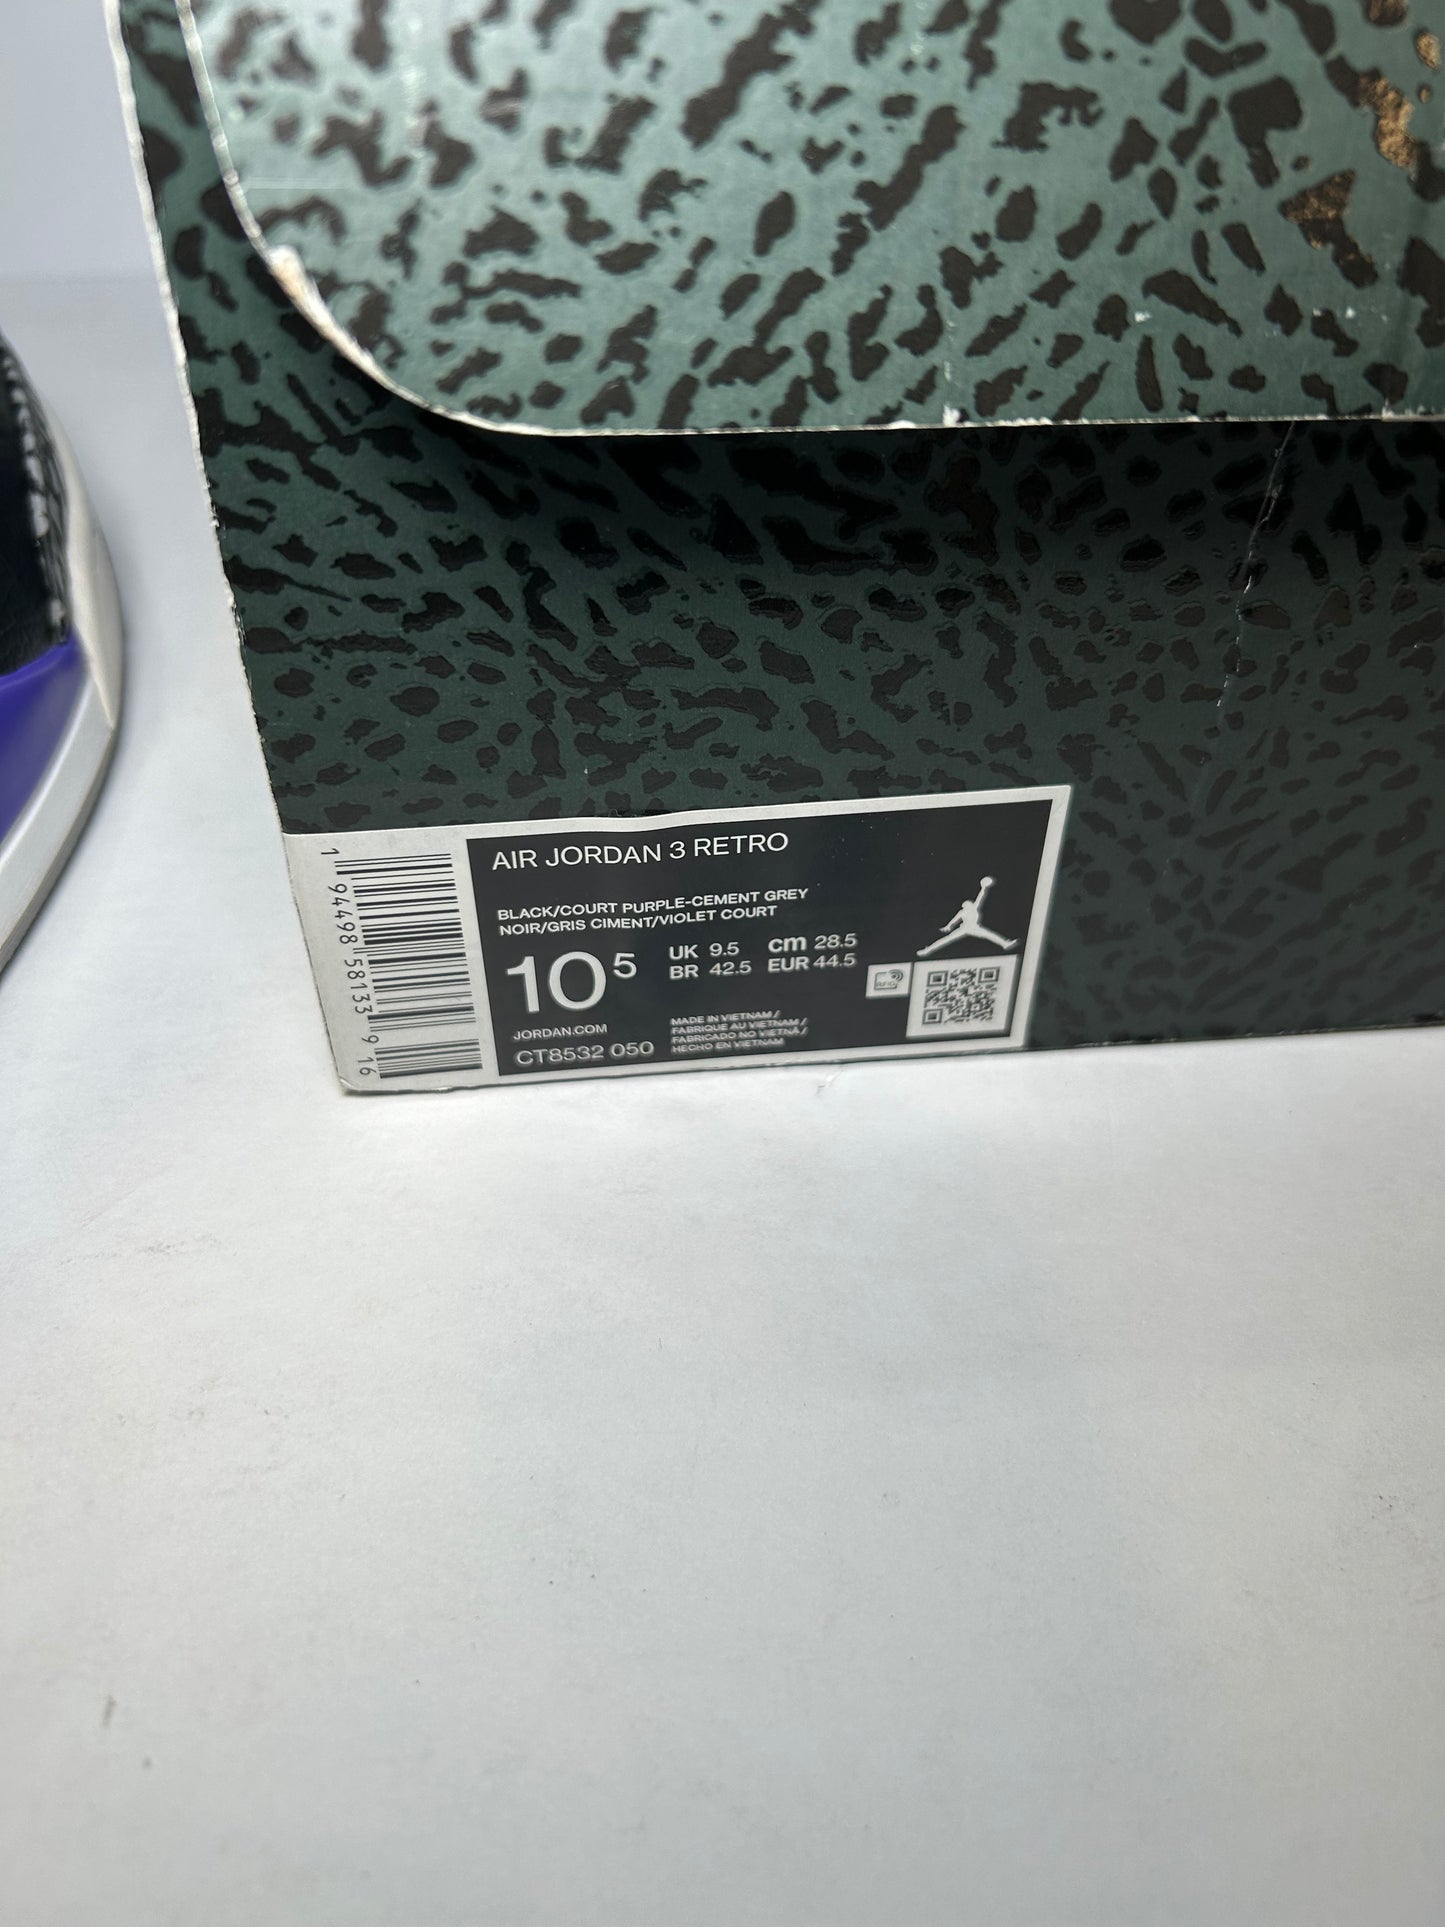 AIR JORDAN 3 RETRO
BLACK/COURT PURPLE-CEMENT GREY
NOIR/GRIS CIMENT/VIOLET COURT
10⁵
UK 9.5 cm 28.5
BR 42.5 EUR 44.5
JORDAN.COM
CT8532 050
MADE IN VIETNAM /
FABRIQUE AU VIETNAM /
FABRICADO NO VIETNÃ /
HECHO EN VIETNAM
RFID
1 94498 58133 9 16